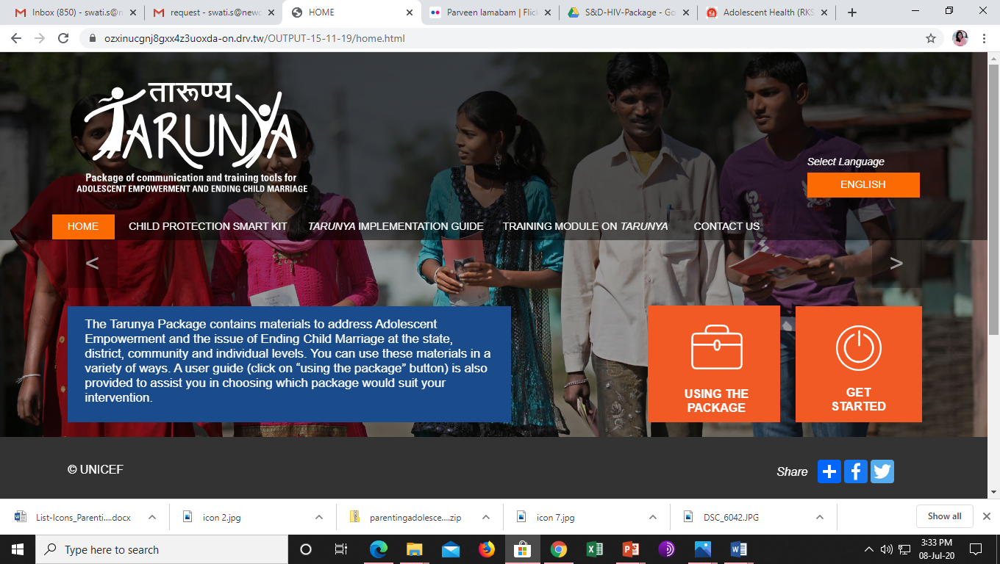 Inbox (850) - swati.s@n
request - swati.s@newc
HOME
Parveen Iamabam | Flic
S&D-HIV-Package - Go
Adolescent Health (RKS
ozxinucgnj8gxx4z3uoxda-on.drv.tw/OUTPUT-15-11-19/home.html
तारूण्य
TARUNYA
Package of communication and training tools for
ADOLESCENT EMPOWERMENT AND ENDING CHILD MARRIAGE
Select Language
ENGLISH
HOME CHILD PROTECTION SMART KIT TARUNYA IMPLEMENTATION GUIDE TRAINING MODULE ON TARUNYA CONTACT US
< >
The Tarunya Package contains materials to address Adolescent
Empowerment and the issue of Ending Child Marriage at the state,
district, community and individual levels. You can use these materials in a
variety of ways. A user guide (click on “using the package” button) is also
provided to assist you in choosing which package would suit your
intervention.
USING THE
PACKAGE
GET
STARTED
© UNICEF
Share
List-Icons_Parenti....docx
icon 2.jpg
parentingadolesce....zip
icon 7.jpg
DSC_6042.JPG
Show all
Type here to search
3:33 PM
08-Jul-20